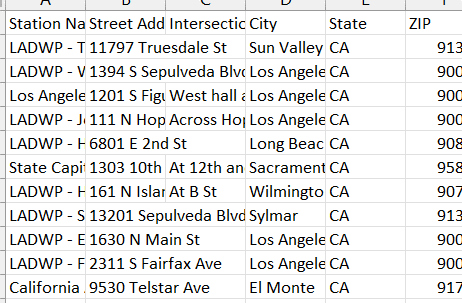 A B C D E F
Station Na Street Add Intersectic City State ZIP
LADWP - T 11797 Truesdale St Sun Valley CA 913
LADWP - W 1394 S Sepulveda Blvd Los Angele CA 900
Los Angele 1201 S Figu West hall a Los Angele CA 900
LADWP - J 111 N Hop Across Hop Los Angele CA 900
LADWP - H 6801 E 2nd St Long Beac CA 908
State Capit 1303 10th At 12th an Sacrament CA 958
LADWP - H 161 N Islan At B St Wilmingto CA 907
LADWP - S 13201 Sepulveda Blvd Sylmar CA 913
LADWP - E 1630 N Main St Los Angele CA 900
LADWP - F 2311 S Fairfax Ave Los Angele CA 900
California 9530 Telstar Ave El Monte CA 917